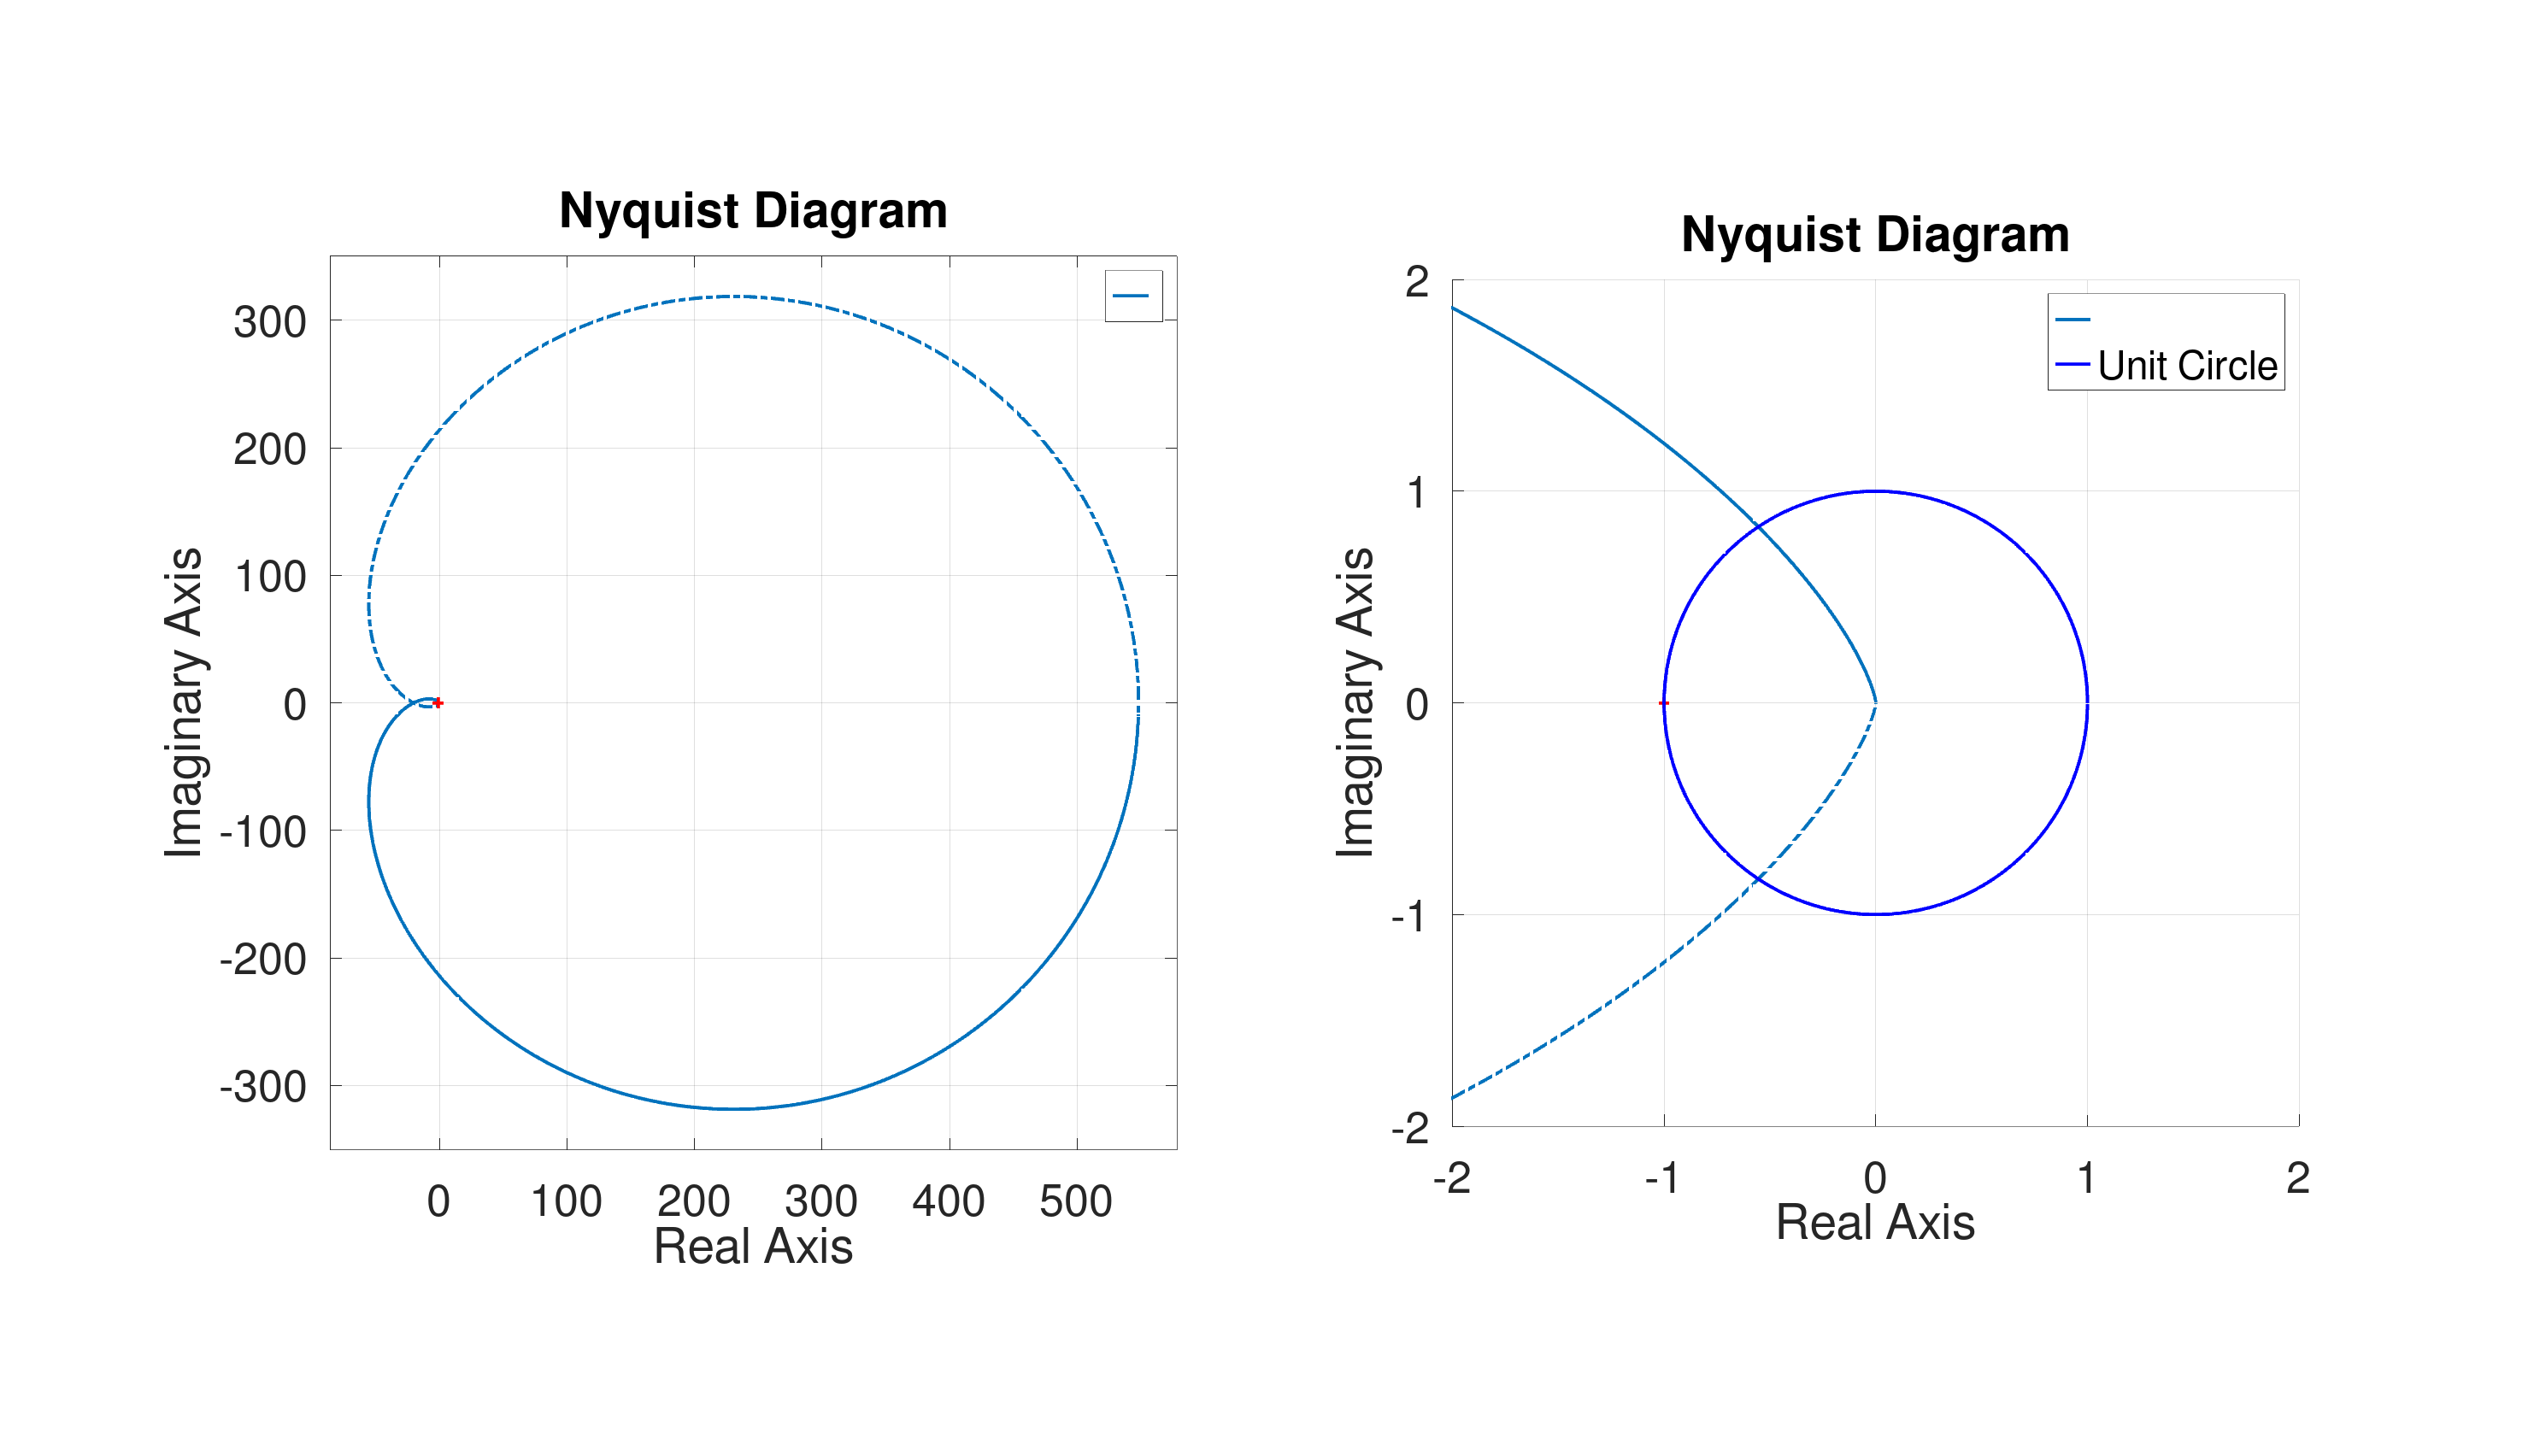 Nyquist Diagram
300
200
100
0
-100
-200
-300
Imaginary Axis
0 100 200 300 400 500
Real Axis
Nyquist Diagram
Unit Circle
2
1
0
-1
-2
Imaginary Axis
-2 -1 0 1 2
Real Axis